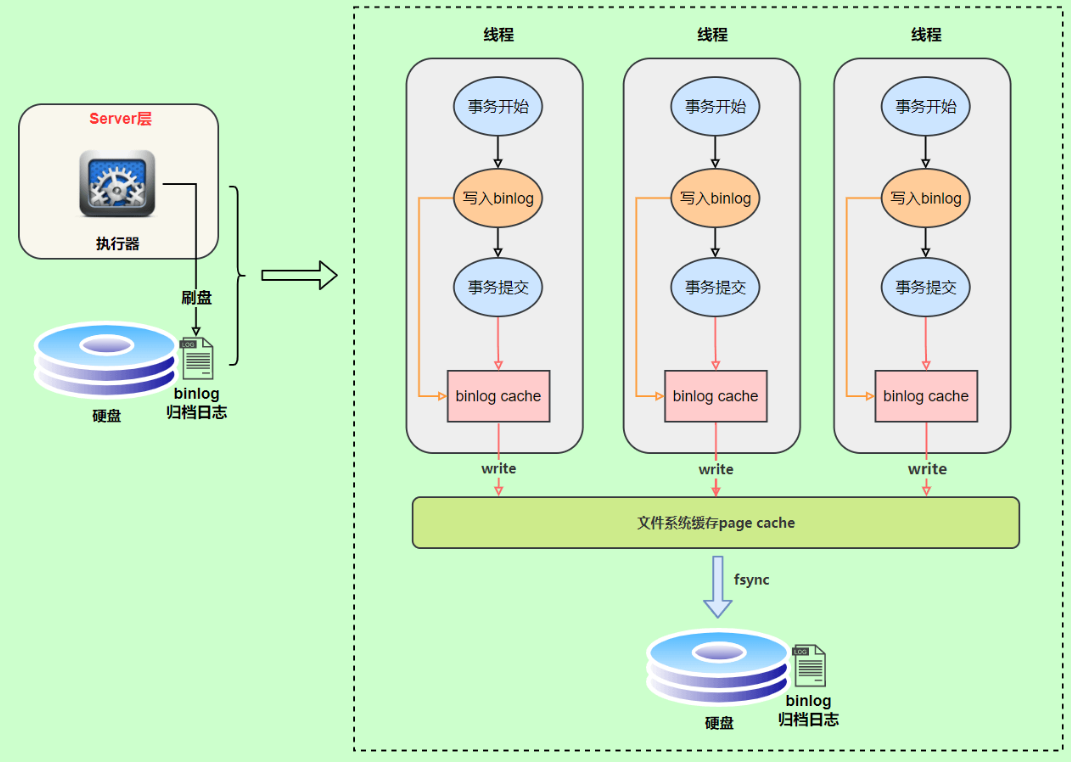 Server层
执行器
刷盘
LOG
binlog
归档日志
硬盘
线程
线程
线程
事务开始
事务开始
事务开始
写入binlog
写入binlog
写入binlog
事务提交
事务提交
事务提交
binlog cache
binlog cache
binlog cache
write
write
write
文件系统缓存page cache
fsync
LOG
binlog
归档日志
硬盘